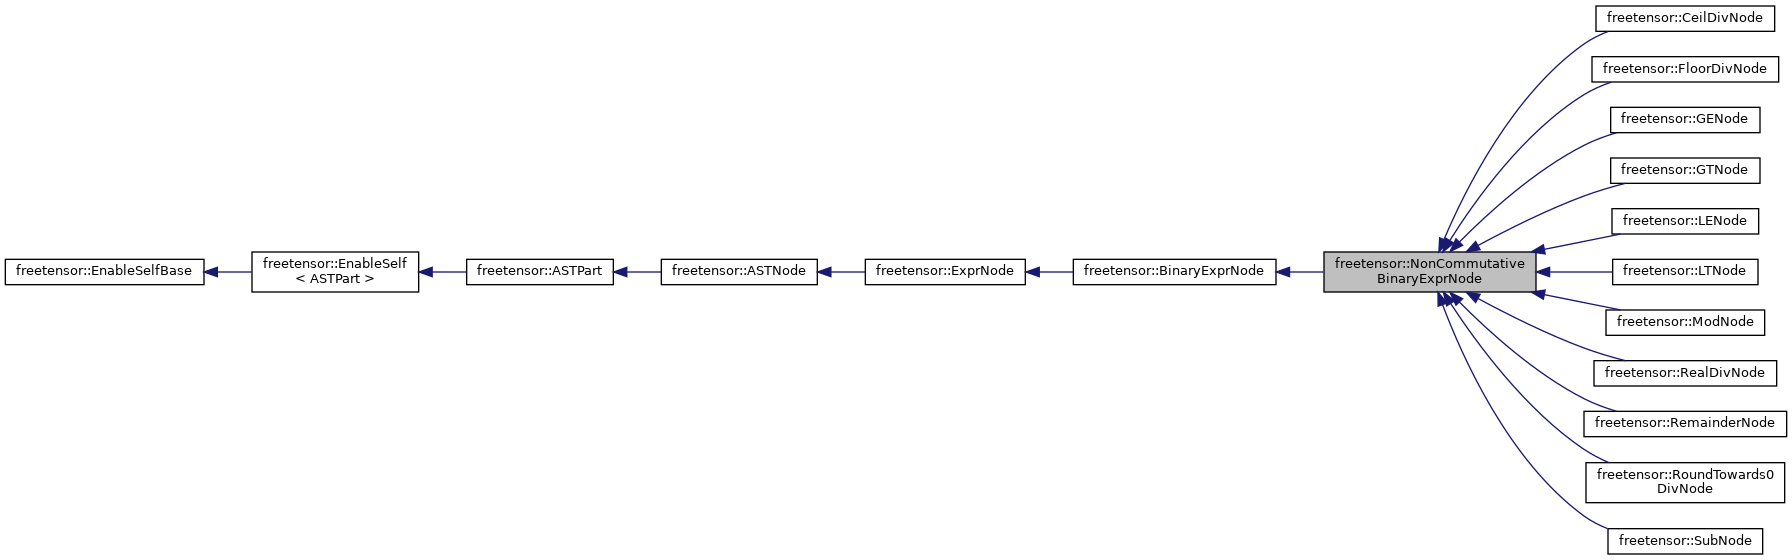 freetensor::CeilDivNode
freetensor::FloorDivNode
freetensor::GENode
freetensor::GTNode
freetensor::LENode
freetensor::EnableSelfBase
freetensor::EnableSelf
< ASTPart >
freetensor::ASTPart
freetensor::ASTNode
freetensor::ExprNode
freetensor::BinaryExprNode
freetensor::NonCommutative
BinaryExprNode
freetensor::LTNode
freetensor::ModNode
freetensor::RealDivNode
freetensor::RemainderNode
freetensor::RoundTowards0
DivNode
freetensor::SubNode